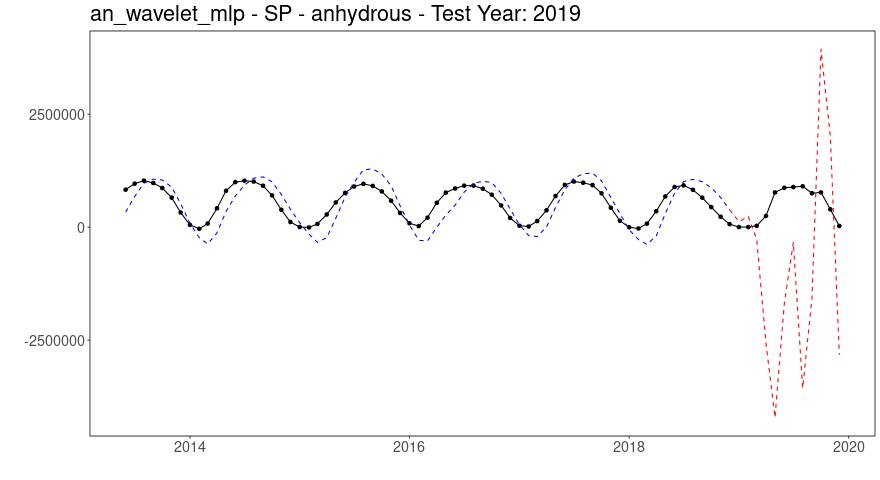 an_wavelet_mlp - SP - anhydrous - Test Year: 2019
2500000
0
-2500000
2014 2016 2018 2020